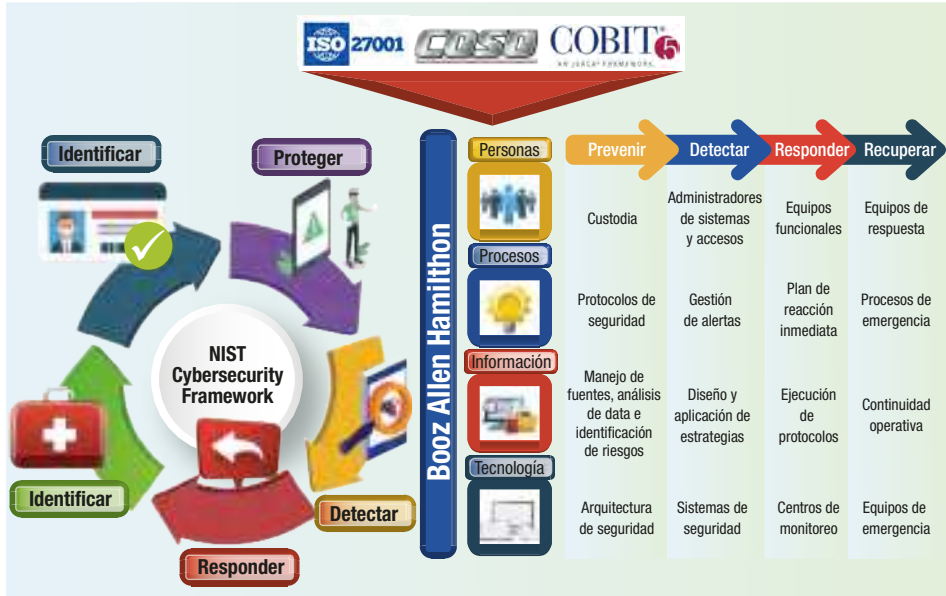 ISO 27001
COSO
COBIT 5
AN ISACA® FRAMEWORK
Identificar
Proteger
NIST
Cybersecurity
Framework
Identificar
Detectar
Responder
Booz Allen Hamilthon
Personas
Procesos
Información
Tecnología
Prevenir
Detectar
Responder
Recuperar
Custodia
Administradores
de sistemas
y accesos
Equipos
funcionales
Equipos de
respuesta
Protocolos de
seguridad
Gestión
de alertas
Plan de
reacción
inmediata
Procesos de
emergencia
Manejo de
fuentes, análisis
de data e
identificación
de riesgos
Diseño y
aplicación de
estrategias
Ejecución
de
protocolos
Continuidad
operativa
Arquitectura
de seguridad
Sistemas de
seguridad
Centros de
monitoreo
Equipos de
emergencia